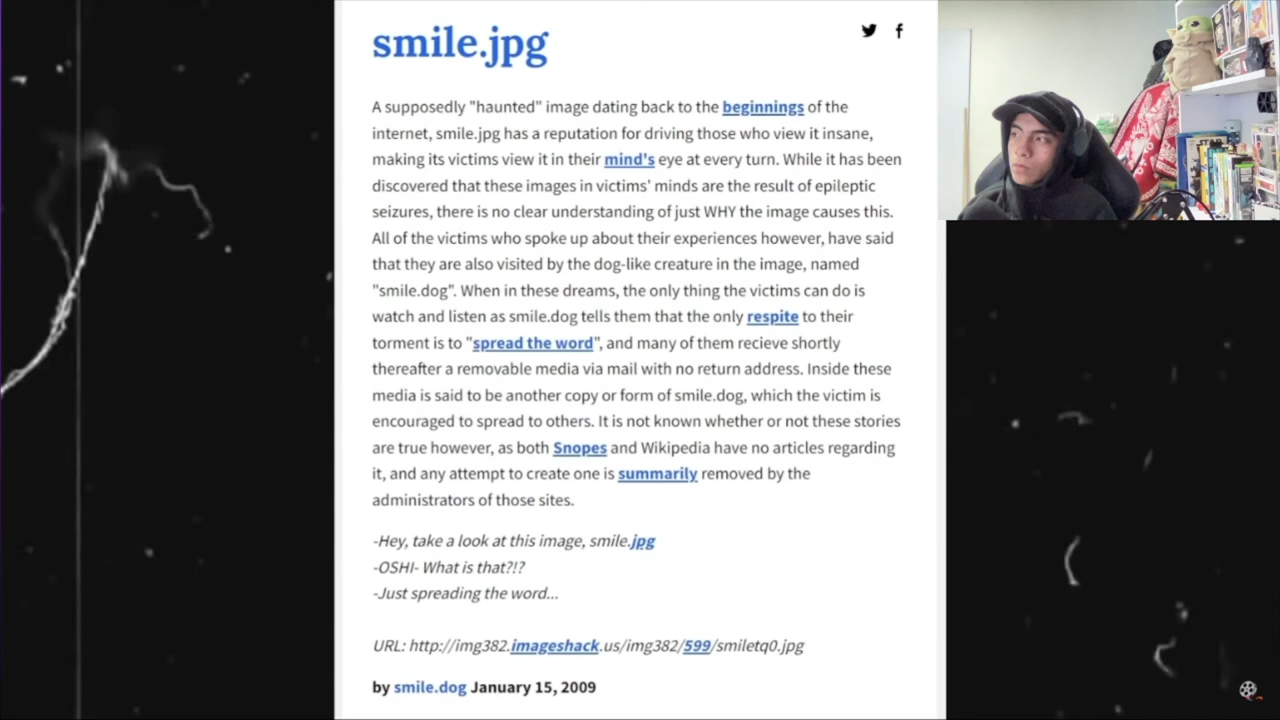 smile.jpg
A supposedly "haunted" image dating back to the beginnings of the
internet, smile.jpg has a reputation for driving those who view it insane,
making its victims view it in their mind's eye at every turn. While it has been
discovered that these images in victims' minds are the result of epileptic
seizures, there is no clear understanding of just WHY the image causes this.
All of the victims who spoke up about their experiences however, have said
that they are also visited by the dog-like creature in the image, named
"smile.dog". When in these dreams, the only thing the victims can do is
watch and listen as smile.dog tells them that the only respite to their
torment is to "spread the word", and many of them recieve shortly
thereafter a removable media via mail with no return address. Inside these
media is said to be another copy or form of smile.dog, which the victim is
encouraged to spread to others. It is not known whether or not these stories
are true however, as both Snopes and Wikipedia have no articles regarding
it, and any attempt to create one is summarily removed by the
administrators of those sites.
-Hey, take a look at this image, smile.jpg
-OSHI- What is that?!?
-Just spreading the word...
URL: http://img382.imageshack.us/img382/599/smiletq0.jpg
by smile.dog January 15, 2009